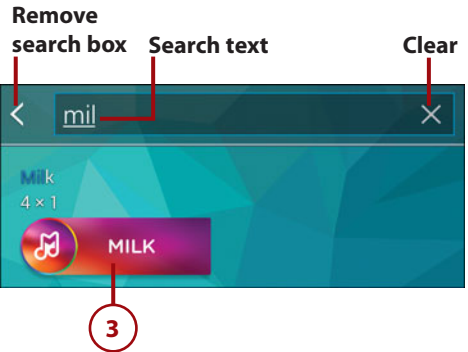 Remove
search box Search text Clear
mil
Milk
4 × 1
MILK
3